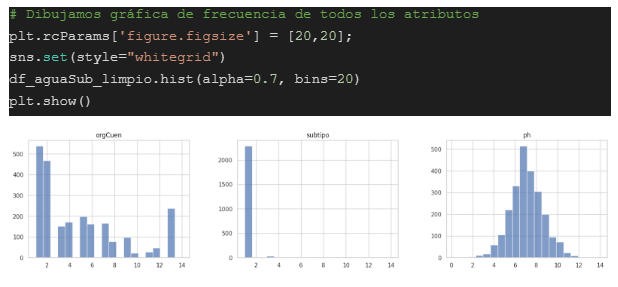 # Dibujamos gráfica de frecuencia de todos los atributos
plt.rcParams['figure.figsize'] = [20,20];
sns.set(style="whitegrid")
df_aguaSub_limpio.hist(alpha=0.7, bins=20)
plt.show()
orgCuen
subtipo
ph
500
400
300
200
100
0
2 4 6 8 10 12 14
2000
1500
1000
500
0
2 4 6 8 10 12 14
500
400
300
200
100
0
0 2 4 6 8 10 12 14